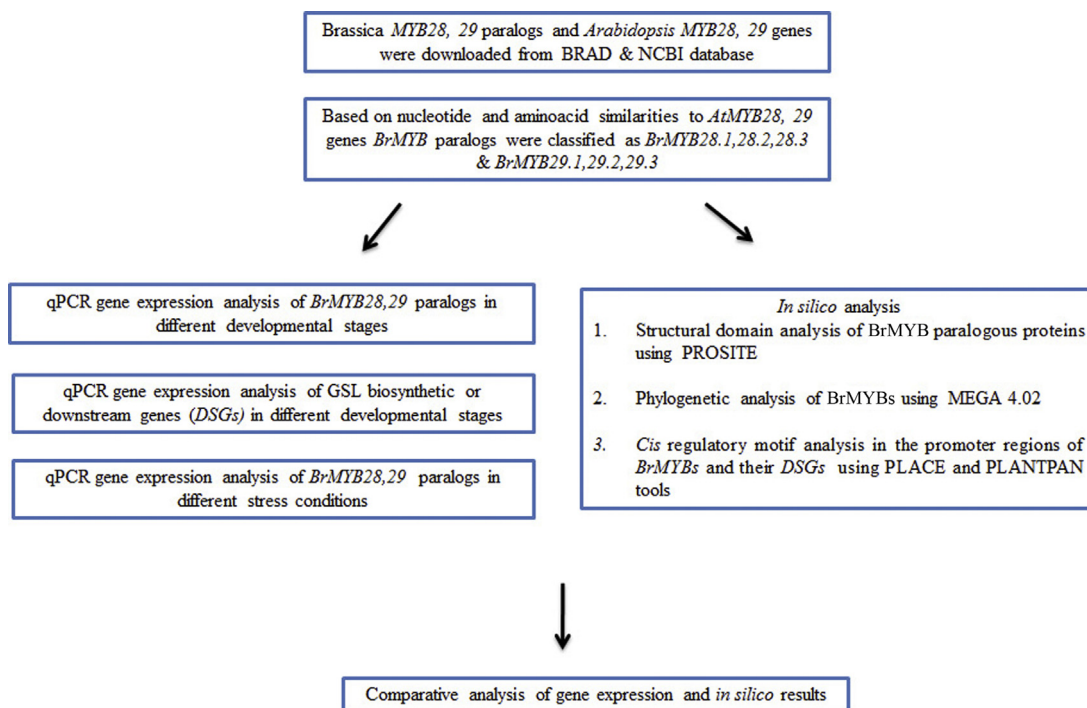 Brassica MYB28, 29 paralogs and Arabidopsis MYB28, 29 genes
were downloaded from BRAD & NCBI database
Based on nucleotide and aminoacid similarities to AtMYB28, 29
genes BrMYB paralogs were classified as BrMYB28.1,28.2,28.3
& BrMYB29.1,29.2,29.3
qPCR gene expression analysis of BrMYB28,29 paralogs in
different developmental stages
qPCR gene expression analysis of GSL biosynthetic or
downstream genes (DSGs) in different developmental stages
qPCR gene expression analysis of BrMYB28,29 paralogs in
different stress conditions
In silico analysis
1. Structural domain analysis of BrMYB paralogous proteins
using PROSITE
2. Phylogenetic analysis of BrMYBs using MEGA 4.02
3. Cis regulatory motif analysis in the promoter regions of
BrMYBs and their DSGs using PLACE and PLANTPAN
tools
Comparative analysis of gene expression and in silico results